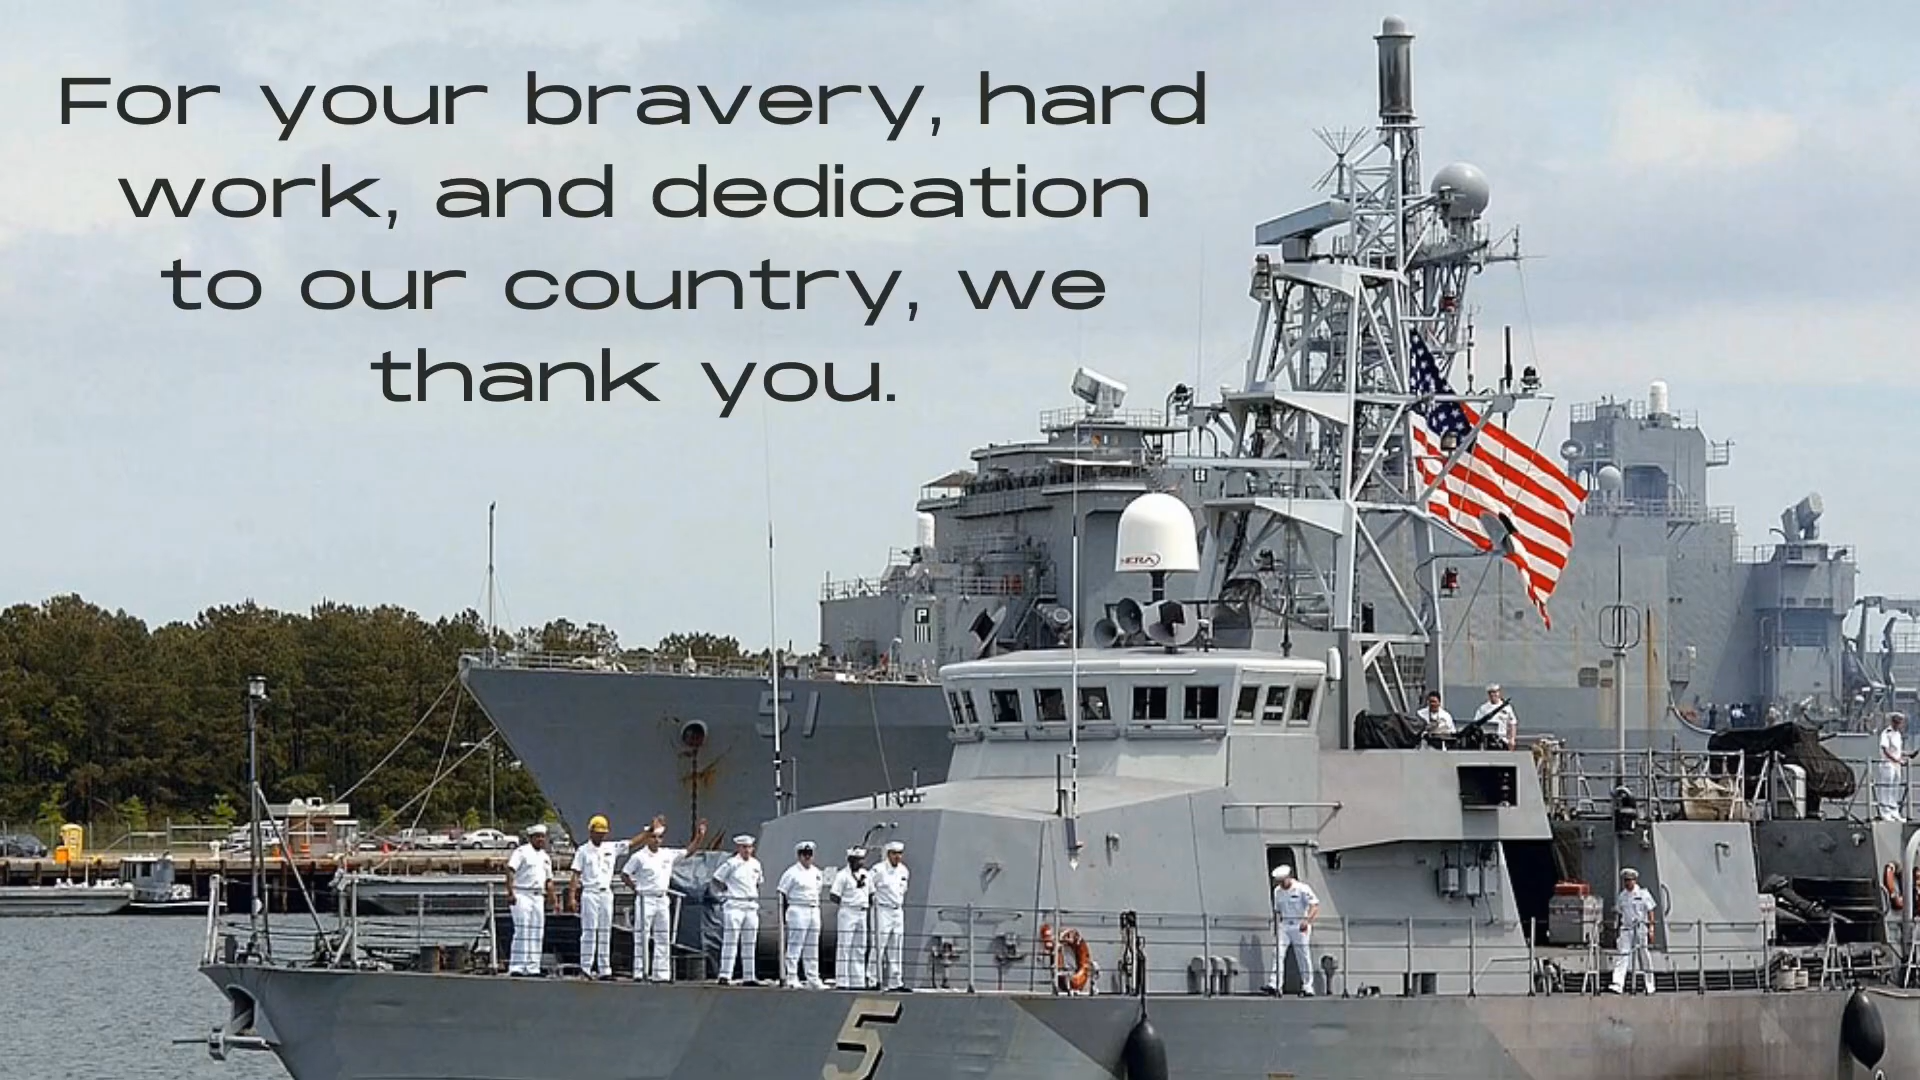 For your bravery, hard
work, and dedication
to our country, we
thank you.
P
51
5